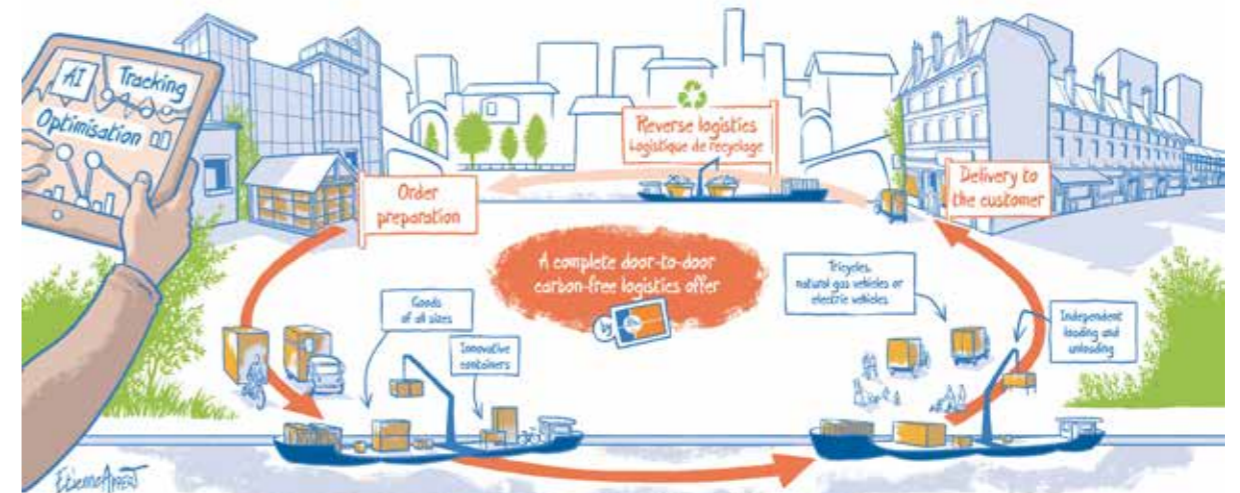 AI Tracking
Optimisation
Reverse logistics
Logistique de recyclage
Order
preparation
Delivery to
the customer
A complete door-to-door
carbon-free logistics offer
by
Goods
of all sizes
Innovative
containers
Tricycles,
natural gas vehicles or
electric vehicles
Independent
loading and
unloading